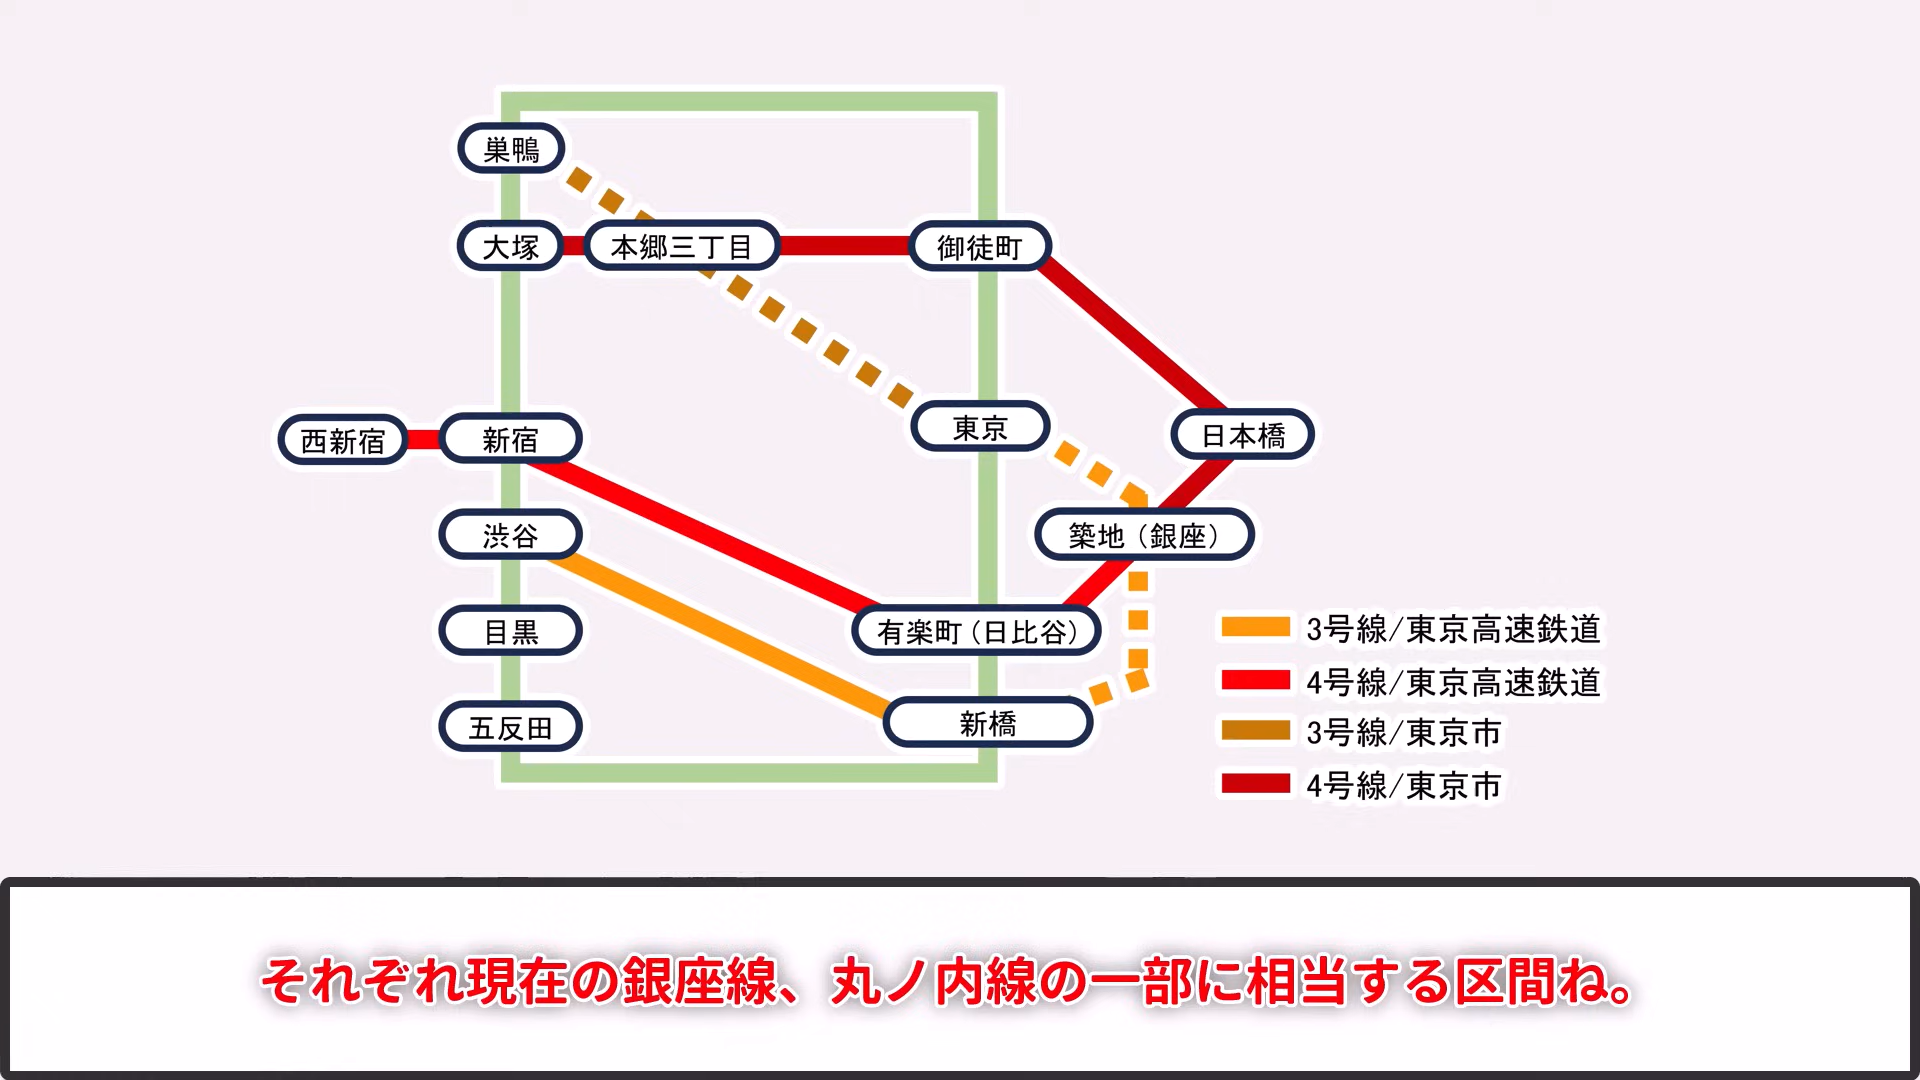 巣鴨
大塚
本郷三丁目
御徒町
東京
日本橋
西新宿
新宿
渋谷
築地（銀座）
目黒
有楽町（日比谷）
五反田
新橋
3号線/東京高速鉄道
4号線/東京高速鉄道
3号線/東京市
4号線/東京市
それぞれ現在の銀座線、丸ノ内線の一部に相当する区間ね。